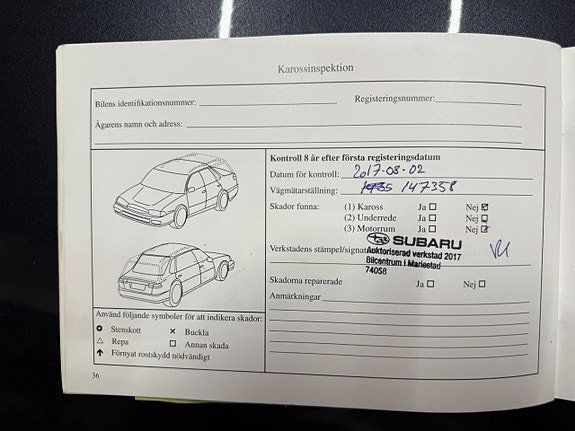 Karossinspektion
Bilens identifikationsnummer:
Registeringsnummer:
Ägarens namn och adress:
Kontroll 8 år efter första registeringsdatum
Datum för kontroll: 2017-08-02
Vägmätarställning: 147358
Skador funna: (1) Kaross Ja Nej
(2) Underrede Ja Nej
(3) Motorrum Ja Nej
SUBARU
Verkstadens stämpel/signat
Auktoriserad verkstad 2017
Bilcentrum i Mariestad
74058
Skadorna reparerade Ja Nej
Anmärkningar
Använd följande symboler för att indikera skador:
Stenskott × Buckla
△ Repa □ Annan skada
↑ Förnyat rostskydd nödvändigt
36